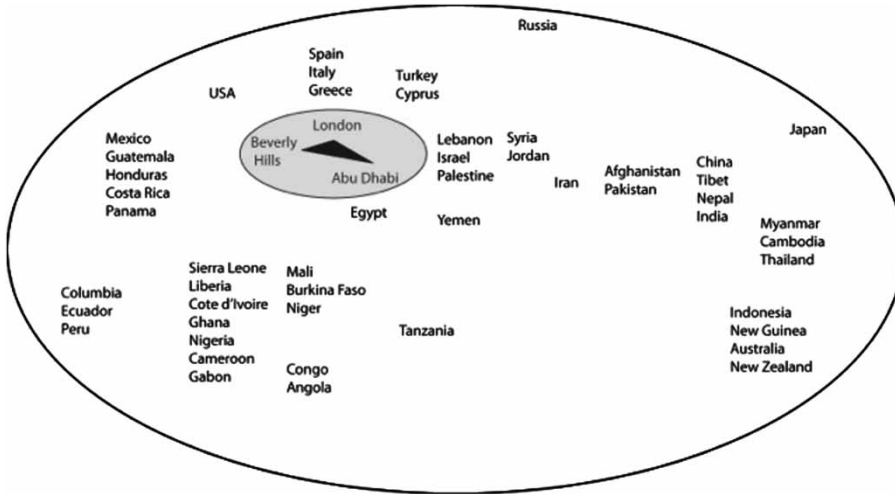 Russia
Spain
Italy
Greece
Turkey
Cyprus
USA
London
Beverly
Hills
Abu Dhabi
Mexico
Guatemala
Honduras
Costa Rica
Panama
Lebanon
Israel
Palestine
Syria
Jordan
Iran
Afghanistan
Pakistan
China
Tibet
Nepal
India
Japan
Egypt
Yemen
Myanmar
Cambodia
Thailand
Columbia
Ecuador
Peru
Sierra Leone
Liberia
Cote d'Ivoire
Ghana
Nigeria
Cameroon
Gabon
Mali
Burkina Faso
Niger
Congo
Angola
Tanzania
Indonesia
New Guinea
Australia
New Zealand